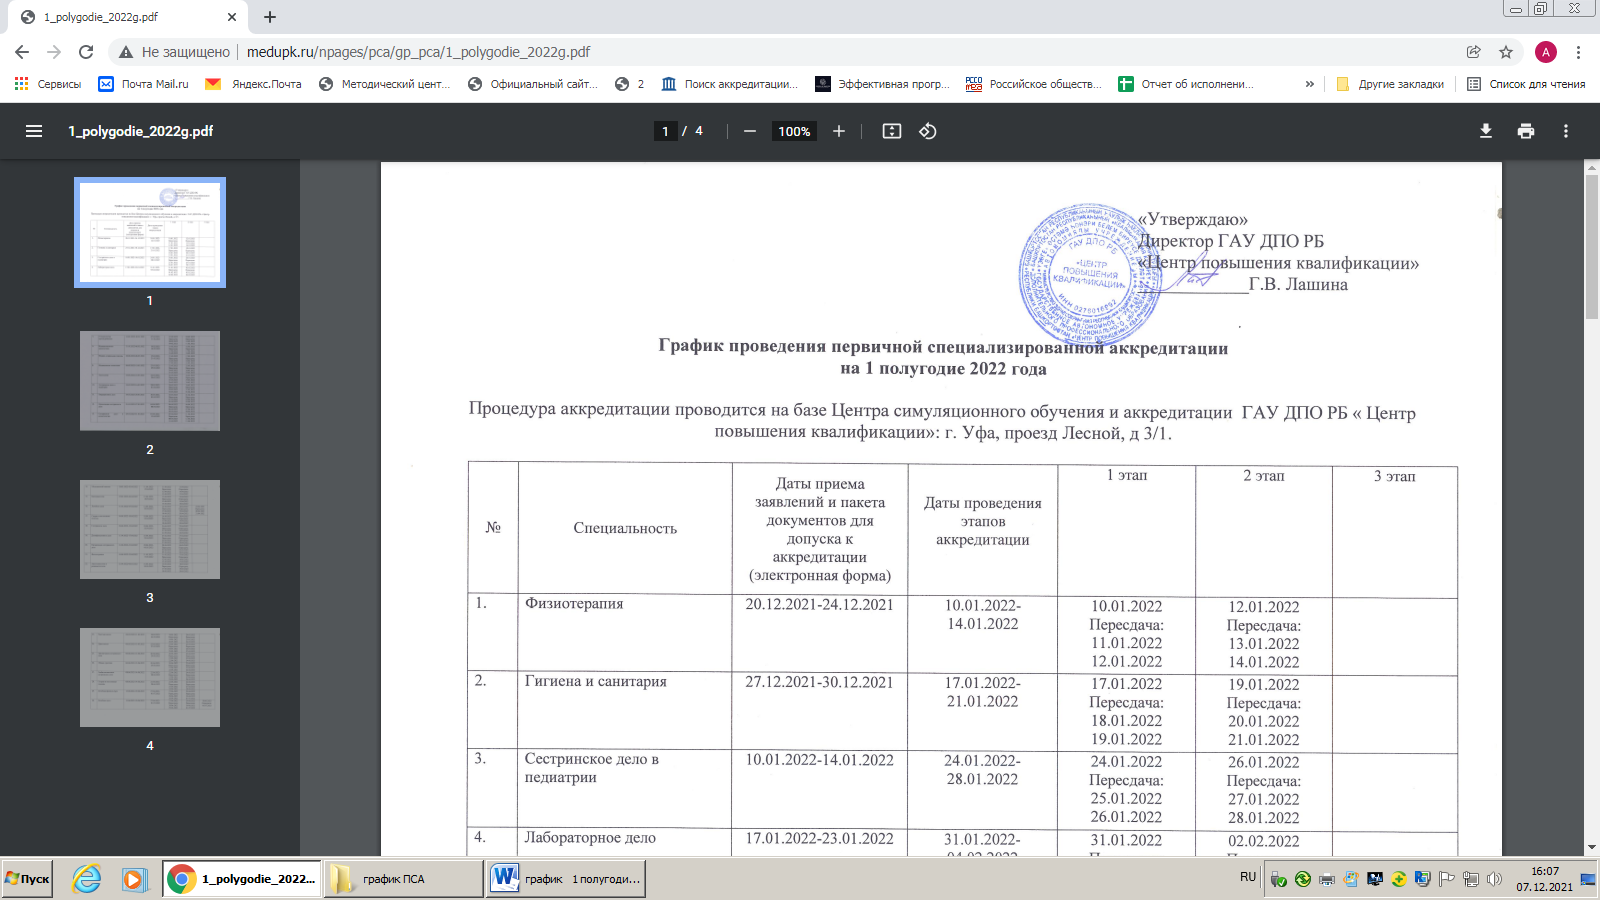 1_polygodie_2022g.pdf
Не защищено | medupk.ru/npages/pca/gp_pca/1_polygodie_2022g.pdf
A
Сервисы
Почта Mail.ru
Яндекс.Почта
Методический цент...
Официальный сайт...
2
Поиск аккредитации...
Эффективная прогр...
Российское обществ...
Отчет об исполнени...
»
Другие закладки
Список для чтения
1_polygodie_2022g.pdf
1 / 4
100%
1
2
3
4
«Утверждаю»
Директор ГАУ ДПО РБ
«Центр повышения квалификации»
Г.В. Лашина
ГАУ ДПО РБ
«ЦЕНТР
ПОВЫШЕНИЯ
КВАЛИФИКАЦИИ»
График проведения первичной специализированной аккредитации
на 1 полугодие 2022 года
Процедура аккредитации проводится на базе Центра симуляционного обучения и аккредитации ГАУ ДПО РБ « Центр
повышения квалификации»: г. Уфа, проезд Лесной, д 3/1.
№
Специальность
Даты приема
заявлений и пакета
документов для
допуска к
аккредитации
(электронная форма)
Даты проведения
этапов
аккредитации
1 этап
2 этап
3 этап
1.
Физиотерапия
20.12.2021-24.12.2021
10.01.2022-
14.01.2022
10.01.2022
Пересдача:
11.01.2022
12.01.2022
12.01.2022
Пересдача:
13.01.2022
14.01.2022
2.
Гигиена и санитария
27.12.2021-30.12.2021
17.01.2022-
21.01.2022
17.01.2022
Пересдача:
18.01.2022
19.01.2022
19.01.2022
Пересдача:
20.01.2022
21.01.2022
3.
Сестринское дело в
педиатрии
10.01.2022-14.01.2022
24.01.2022-
28.01.2022
24.01.2022
Пересдача:
25.01.2022
26.01.2022
26.01.2022
Пересдача:
27.01.2022
28.01.2022
4.
Лабораторное дело
17.01.2022-23.01.2022
31.01.2022-
31.01.2022
02.02.2022
Пуск
1_polygodie_2022...
график ПСА
график 1 полугоди...
RU
16:07
07.12.2021